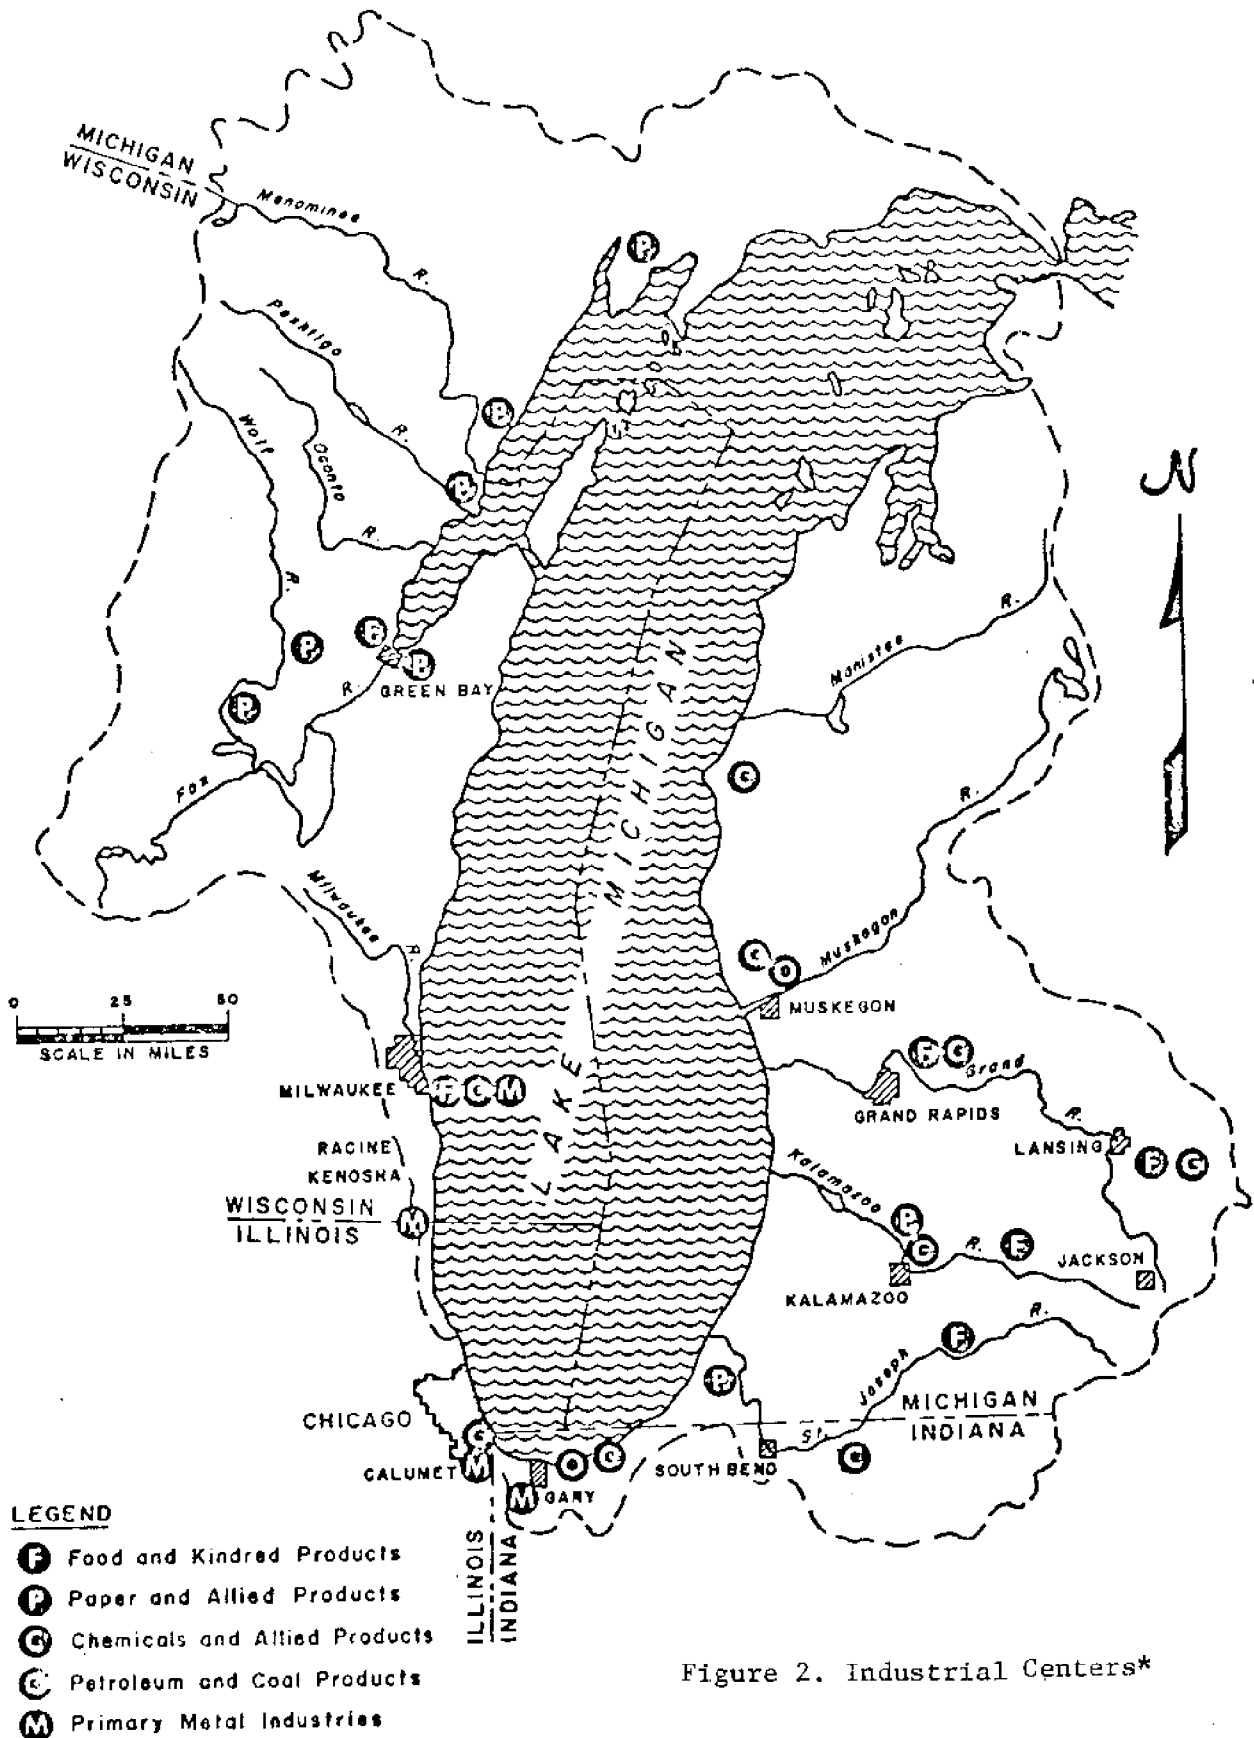 MICHIGAN
WISCONSIN
Menominee
R.
Peshtigo
R.
Wolf
R.
Oconto
R.
P
P
P
N
F
P
GREEN BAY
P
P
R.
Fox
Manistee
R.
C
LAKE MICHIGAN
R.
Muskegon
MUSKEGON
Milwaukee
R.
0 25 50
SCALE IN MILES
MILWAUKEE
F C M
F C
Grand
R.
GRAND RAPIDS
LANSING
F C
RACINE
KENOSHA
WISCONSIN
ILLINOIS
M
Kalamazoo
R.
P
C
F
KALAMAZOO
JACKSON
F
St. Joseph
R.
P
MICHIGAN
INDIANA
CHICAGO
C
CALUMET
M
M
GARY
SOUTH BEND
C
ILLINOIS
INDIANA
LEGEND
F Food and Kindred Products
P Paper and Allied Products
C Chemicals and Allied Products
C Petroleum and Coal Products
M Primary Metal Industries
Figure 2. Industrial Centers*